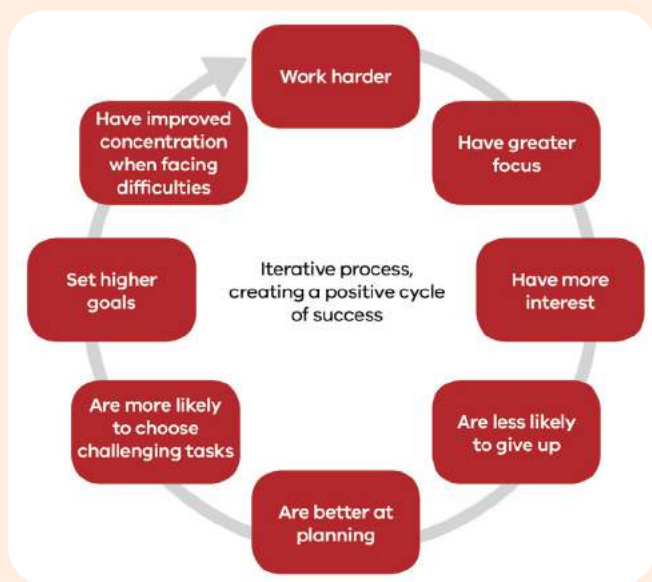 Work harder
Have greater
focus
Have more
interest
Are less likely
to give up
Are better at
planning
Are more likely
to choose
challenging tasks
Set higher
goals
Have improved
concentration
when facing
difficulties
Iterative process,
creating a positive cycle
of success